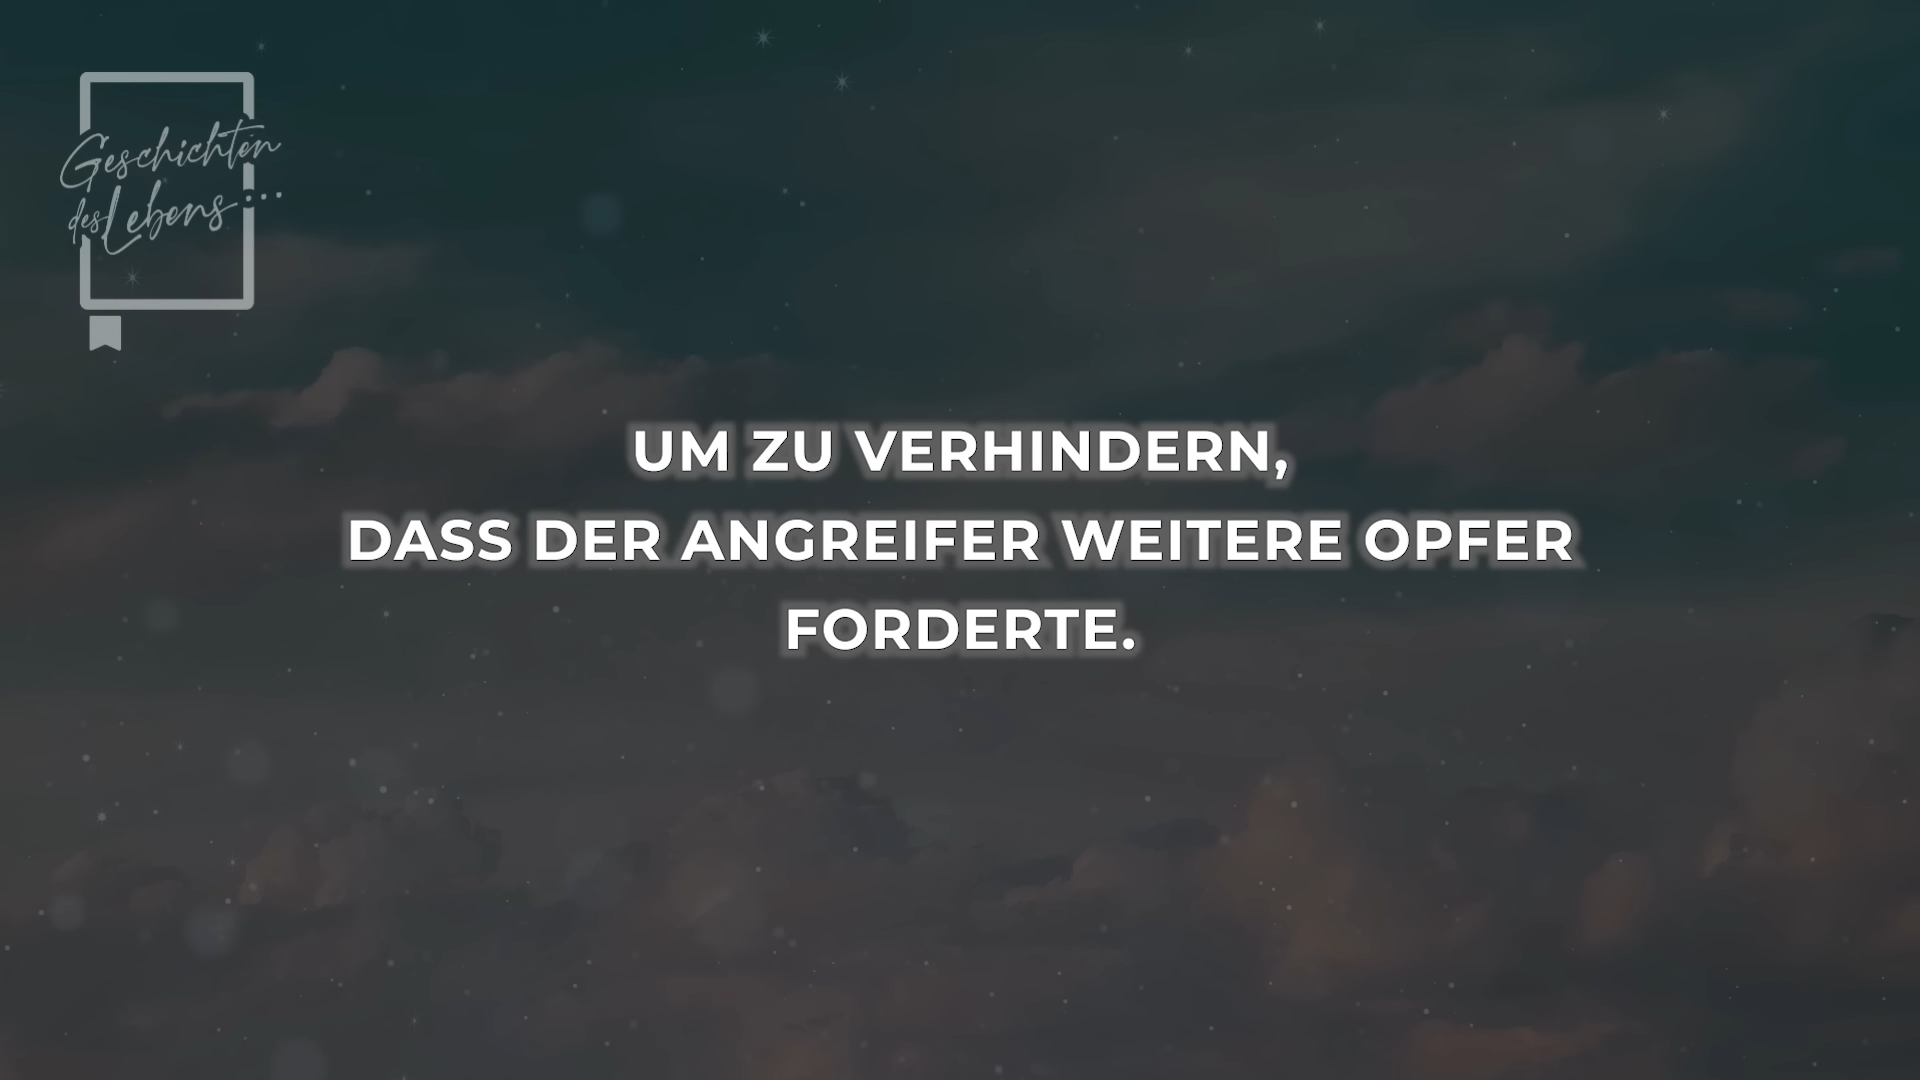 Geschichten
des Lebens...
UM ZU VERHINDERN,
DASS DER ANGREIFER WEITERE OPFER
FORDERTE.